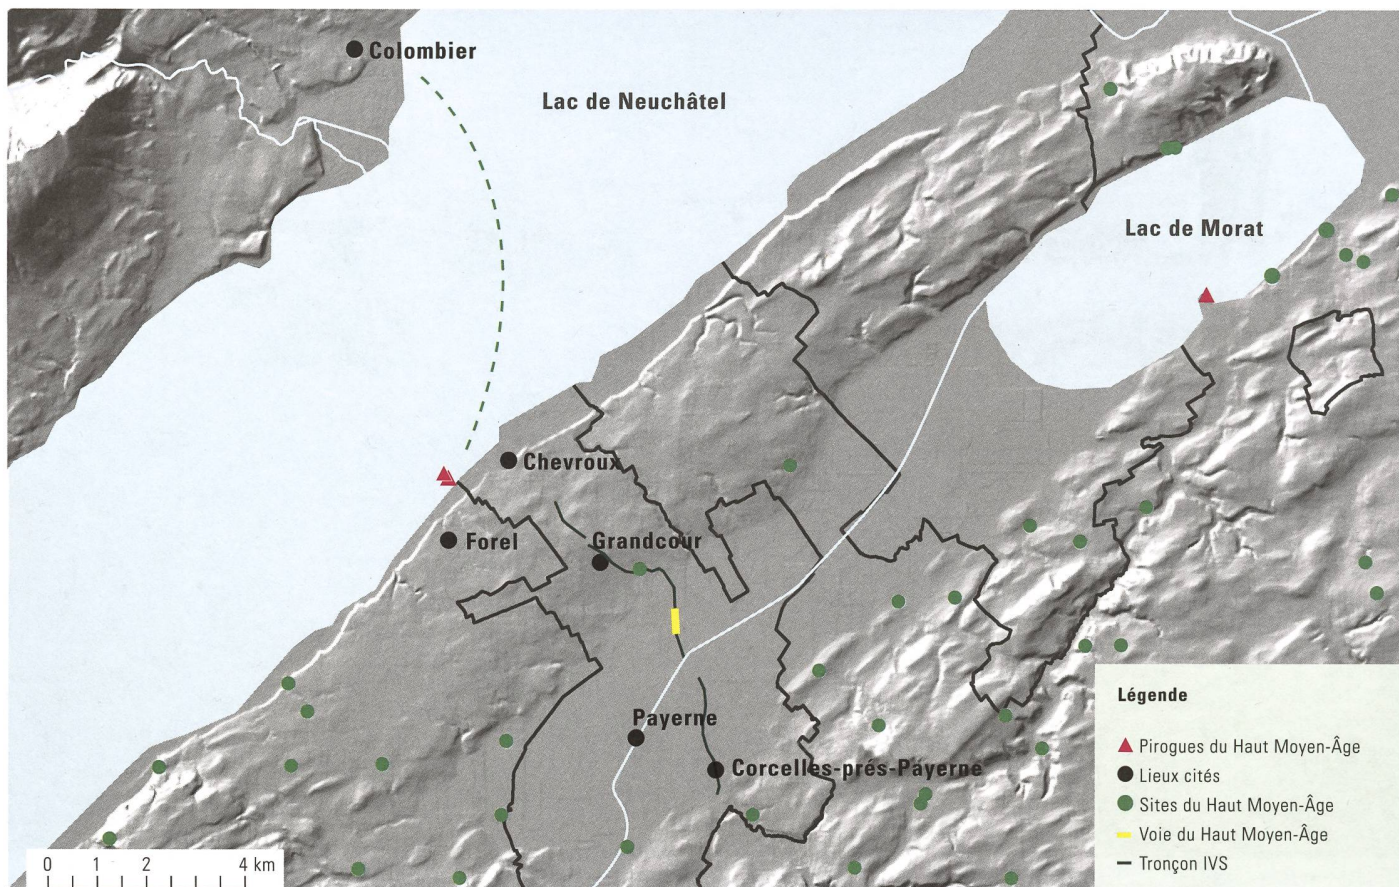 Colombier
Lac de Neuchâtel
Lac de Morat
Chevroux
Forel
Grandcour
Payerne
Corcelles-prés-Payerne
Légende
Pirogues du Haut Moyen-Âge
Lieux cités
Sites du Haut Moyen-Âge
Voie du Haut Moyen-Âge
Tronçon IVS
0 1 2 4 km